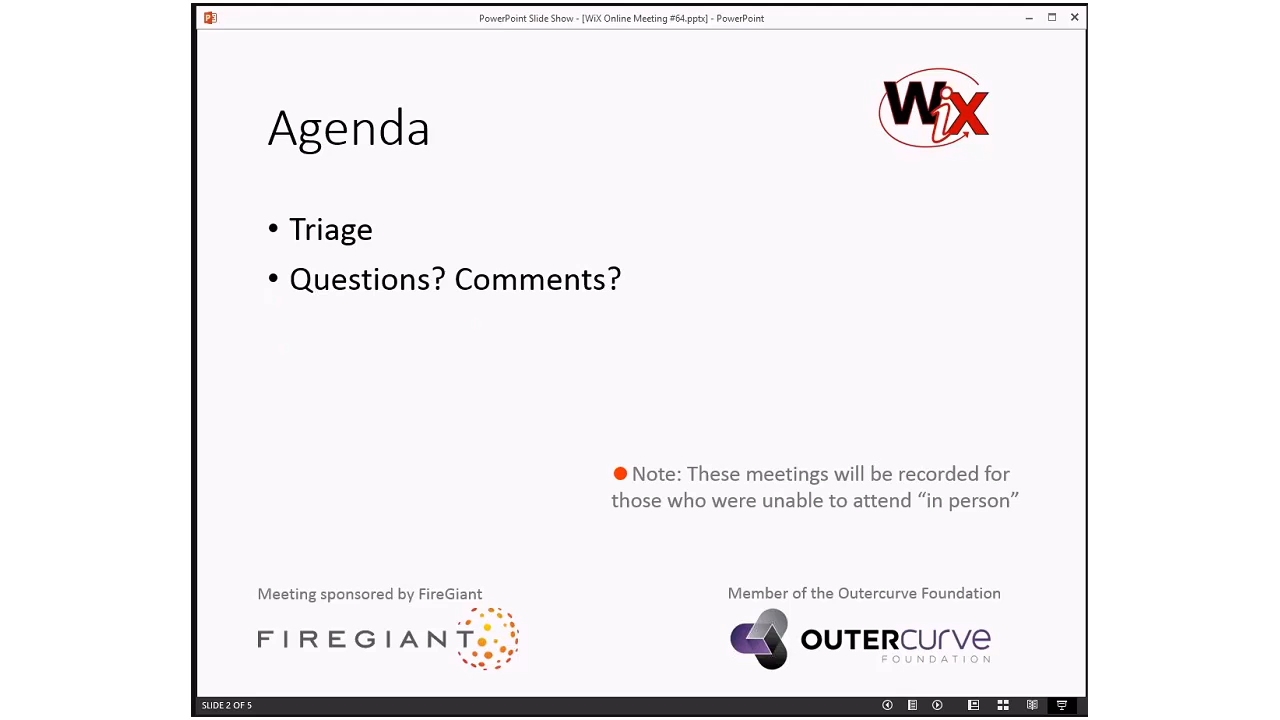 PowerPoint Slide Show - [WiX Online Meeting #64.pptx] - PowerPoint
WiX
Agenda
• Triage
• Questions? Comments?
Note: These meetings will be recorded for
those who were unable to attend “in person”
Meeting sponsored by FireGiant
FIREGIANT
Member of the Outercurve Foundation
OUTERCURVE
FOUNDATION
SLIDE 2 OF 5